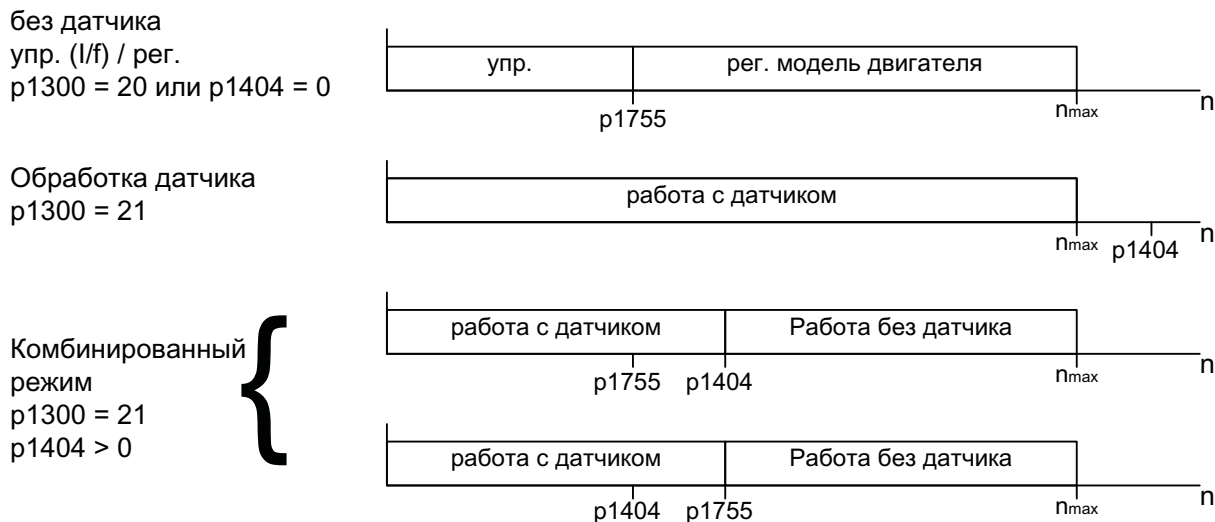 без датчика
упр. (I/f) / рег.
p1300 = 20 или p1404 = 0
упр.
рег. модель двигателя
p1755
nmax
n
Обработка датчика
p1300 = 21
работа с датчиком
nmax
p1404
n
Комбинированный
режим
p1300 = 21
p1404 > 0
{
работа с датчиком
Работа без датчика
p1755
p1404
nmax
n
работа с датчиком
Работа без датчика
p1404
p1755
nmax
n